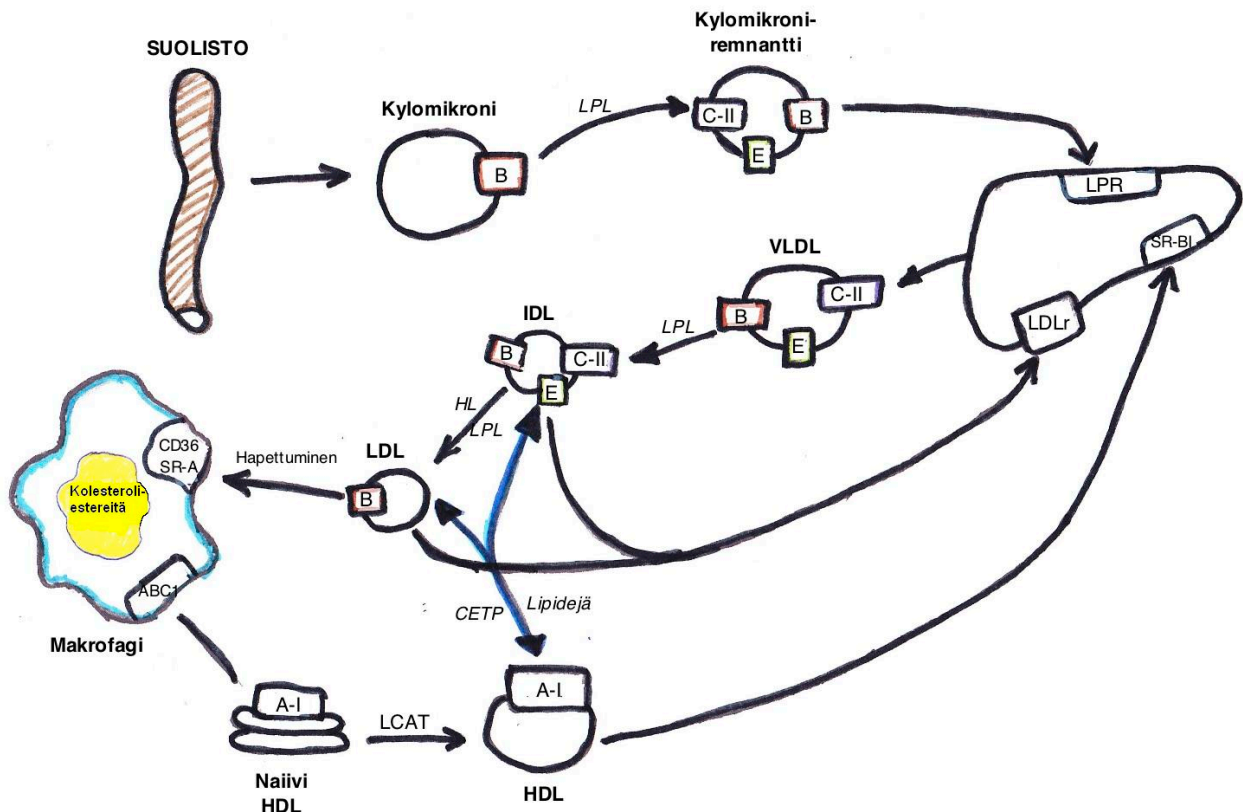 SUOLISTO
Kylomikroni
B
LPL
Kylomikroni-
remnantti
C-II
B
E
LPR
SR-BI
LDLr
VLDL
C-II
B
E
LPL
IDL
B
C-II
E
HL
LPL
LDL
B
Hapettuminen
CD36
SR-A
Kolesteroli-
estereitä
ABC1
Makrofagi
CETP
Lipidejä
A-I
Naiivi
HDL
LCAT
A-I
HDL